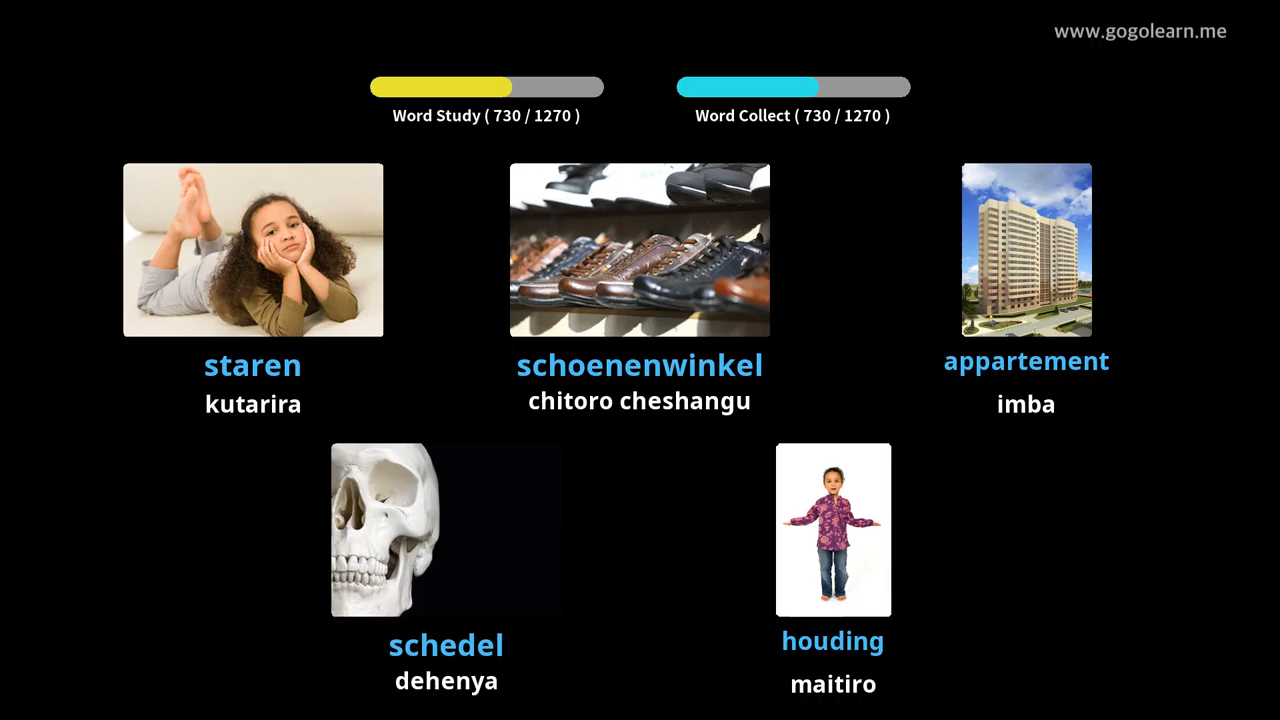 www.gogolearn.me
Word Study ( 730 / 1270 )
Word Collect ( 730 / 1270 )
staren
kutarira
schoenenwinkel
chitoro cheshangu
appartement
imba
schedel
dehenya
houding
maitiro